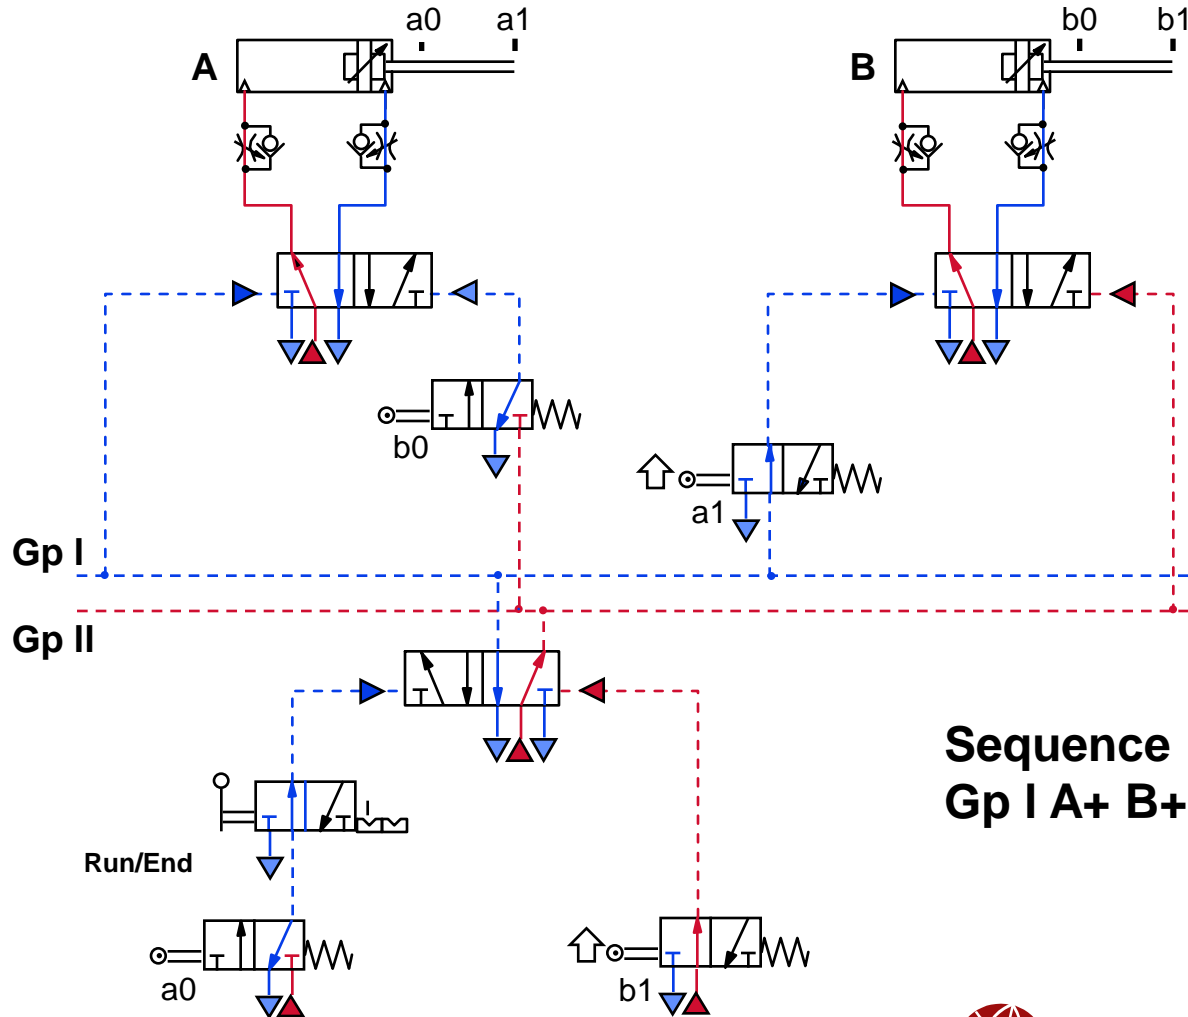 a0 a1 b0 b1
A B
b0
a1
Gp I
Gp II
Sequence
Gp I A+ B+
Run/End
a0 b1